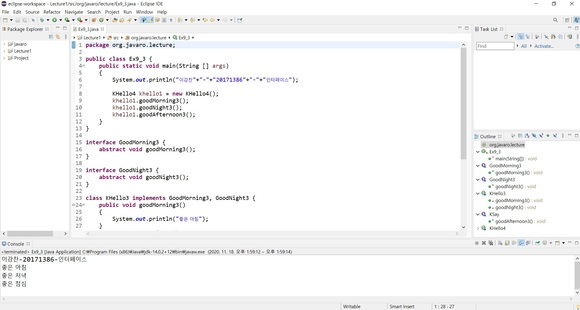 eclipse-workspace - Lecture1/src/org/javaro/lecture/Ex9_3.java - Eclipse IDE
File Edit Source Refactor Navigate Search Project Run Window Help
Package Explorer
javaro
Lecture1
Project
Ex9_3.java
Lecture1 src org.javaro.lecture Ex9_3
1 package org.javaro.lecture;
2
3 public class Ex9_3 {
4 public static void main(String [] args)
5 {
6 System.out.println("이강찬"+"-"+"20171386"+"-"+"인터페이스");
7
8 KHello4 khello1 = new KHello4();
9 khello1.goodMorning3();
10 khello1.goodNight3();
11 khello1.goodAfternoon3();
12 }
13 }
14
15 interface GoodMorning3 {
16 abstract void goodMorning3();
17 }
18
19 interface GoodNight3 {
20 abstract void goodNight3();
21 }
22
23 class KHello3 implements GoodMorning3, GoodNight3 {
24 public void goodMorning3()
25 {
26 System.out.println("좋은 아침");
27 }
Task List
Find
All
Activate...
Outline
org.javaro.lecture
Ex9_3
main(String[]) : void
GoodMorning3
goodMorning3() : void
GoodNight3
goodNight3() : void
KHello3
goodMorning3() : void
goodNight3() : void
KSay
goodAfternoon3() : void
KHello4
Console
<terminated> Ex9_3 [Java Application] C:\Program Files (x86)\Java\jdk-14.0.2+12\bin\javaw.exe (2020. 11. 18. 오후 1:59:12 – 오후 1:59:14)
이강찬-20171386-인터페이스
좋은 아침
좋은 저녁
좋은 점심
Writable
Smart Insert
1 : 28 : 27